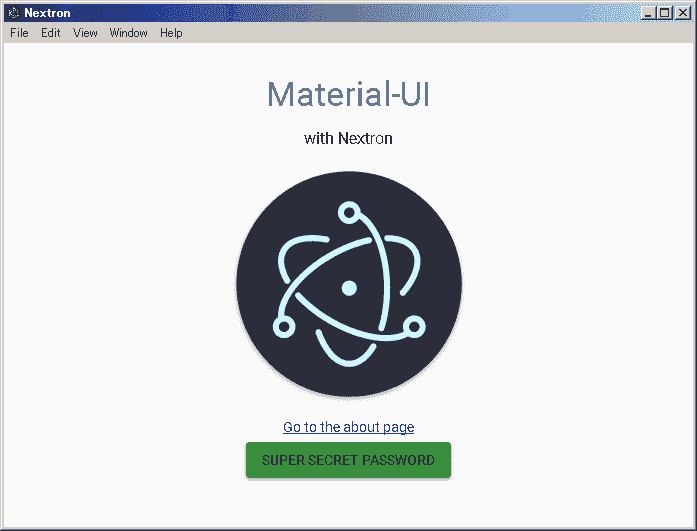 Nextron
File Edit View Window Help
Material-UI
with Nextron
Go to the about page
SUPER SECRET PASSWORD